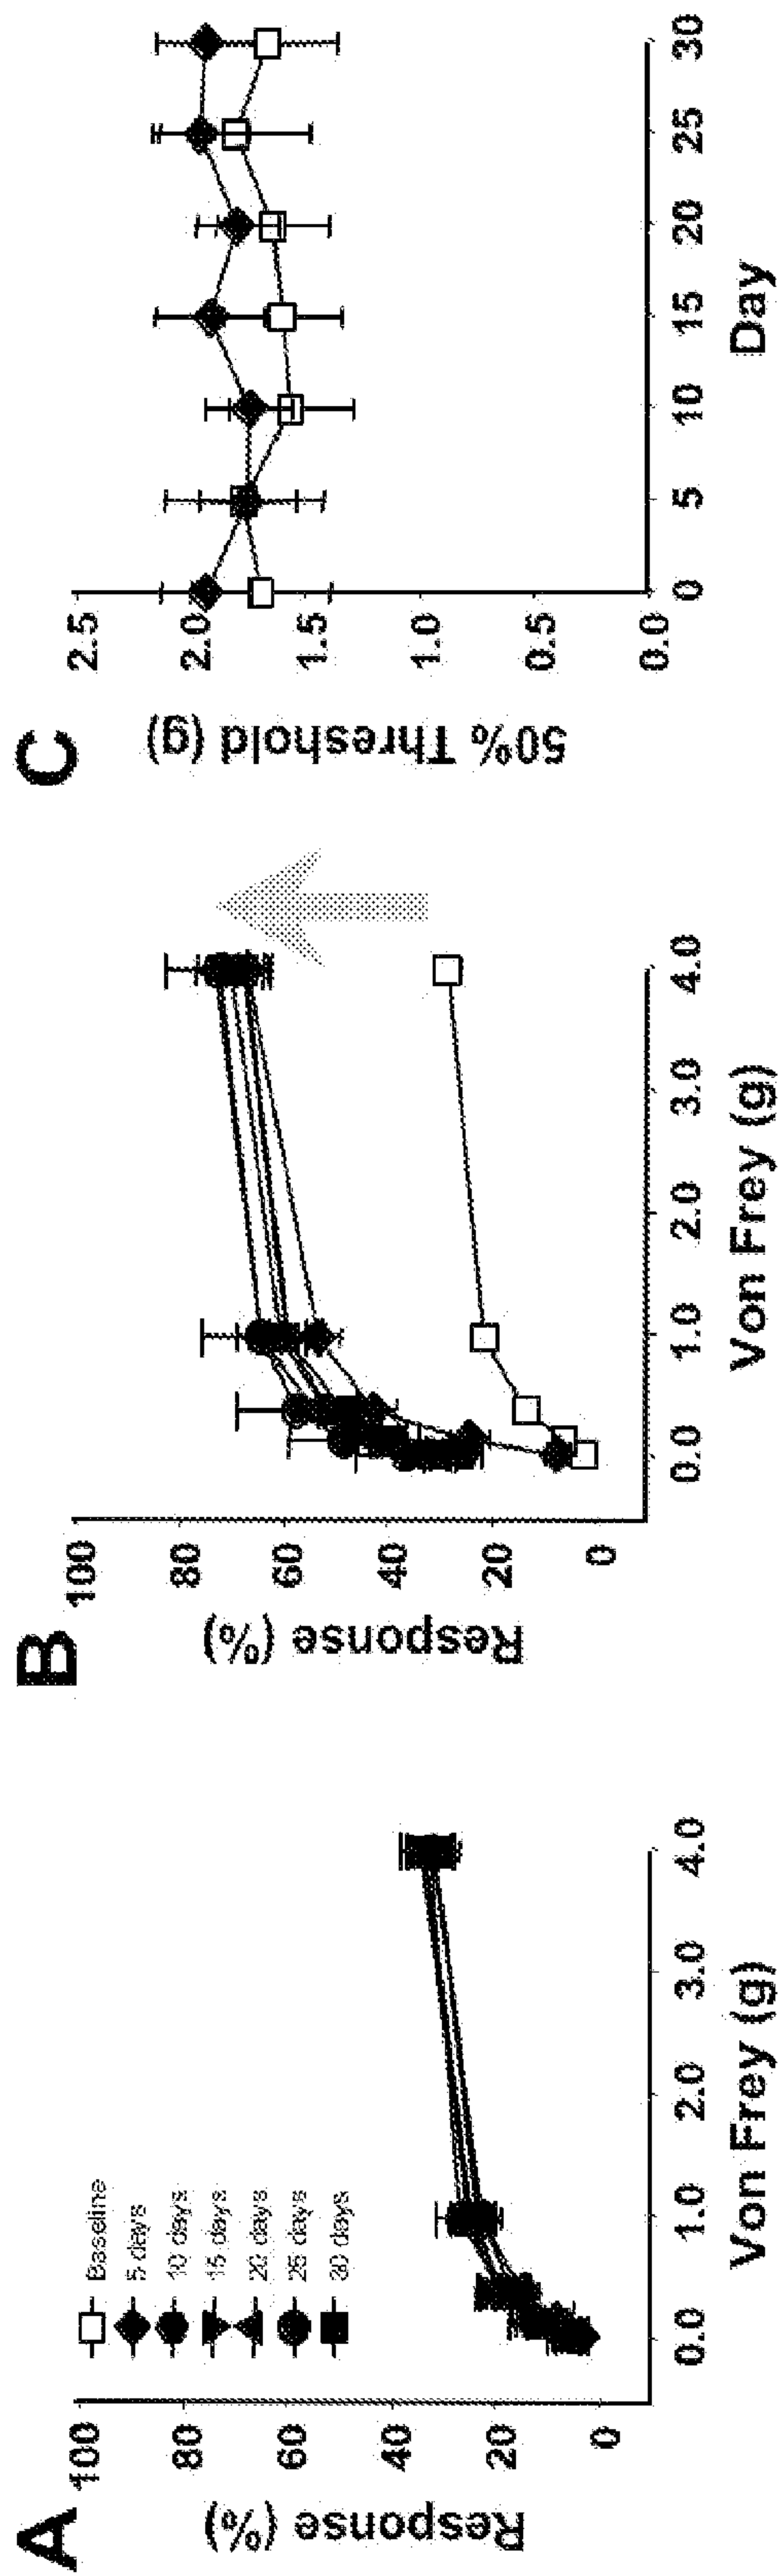 A
Response (%)
100
80
60
40
20
0
Baseline
5 days
10 days
15 days
20 days
25 days
30 days
0.0
1.0
2.0
3.0
4.0
Von Frey (g)
B
Response (%)
100
80
60
40
20
0
0.0
1.0
2.0
3.0
4.0
Von Frey (g)
C
50% Threshold (g)
2.5
2.0
1.5
1.0
0.5
0.0
0
5
10
15
20
25
30
Day